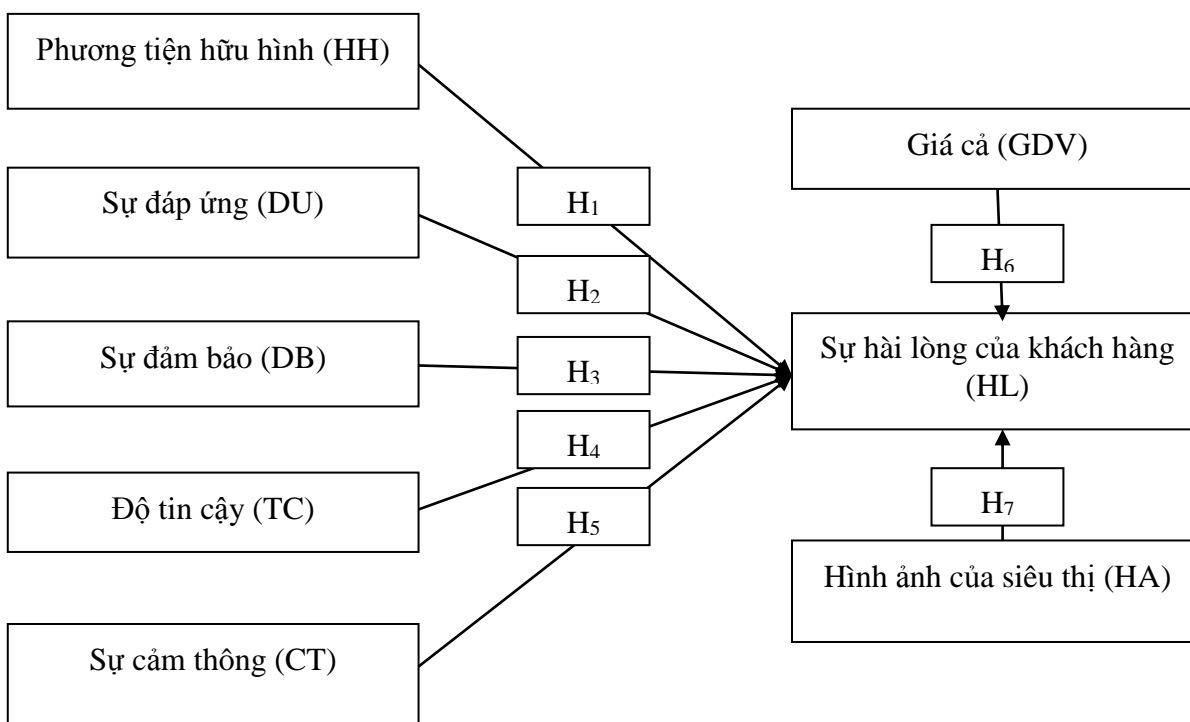 Phương tiện hữu hình (HH)
Sự đáp ứng (DU)
Sự đảm bảo (DB)
Độ tin cậy (TC)
Sự cảm thông (CT)
H1
H2
H3
H4
H5
Giá cả (GDV)
H6
Sự hài lòng của khách hàng
(HL)
H7
Hình ảnh của siêu thị (HA)